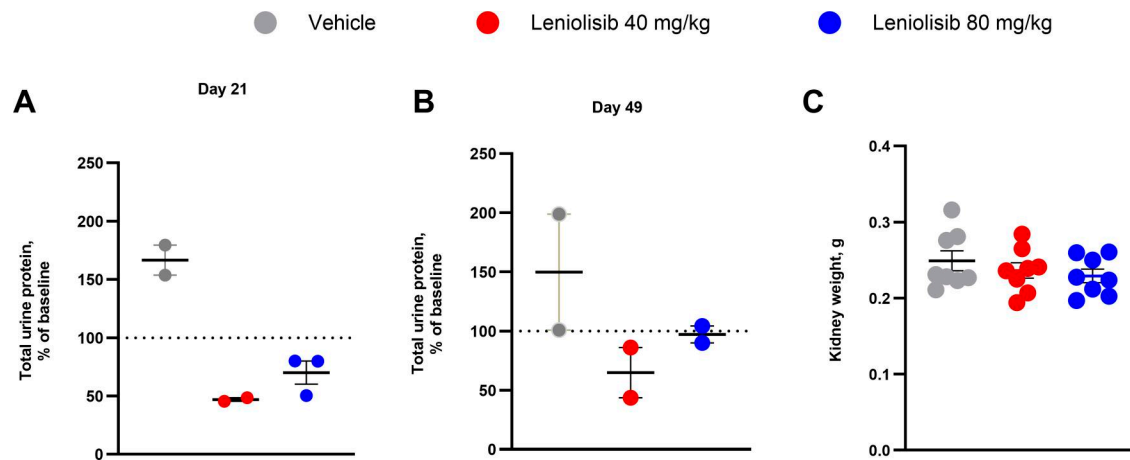 Vehicle
Leniolisib 40 mg/kg
Leniolisib 80 mg/kg
A
Day 21
Total urine protein,
% of baseline
250
200
150
100
50
0
B
Day 49
Total urine protein,
% of baseline
250
200
150
100
50
0
C
Kidney weight, g
0.4
0.3
0.2
0.1
0.0